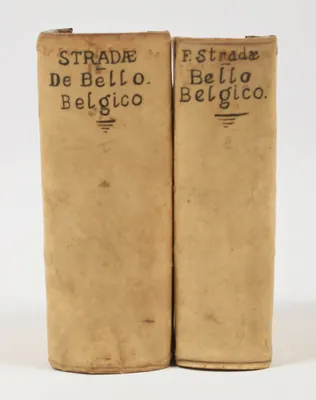 STRADÆ
De Bello.
Belgico
F. Stradæ
Bello
Belgico.